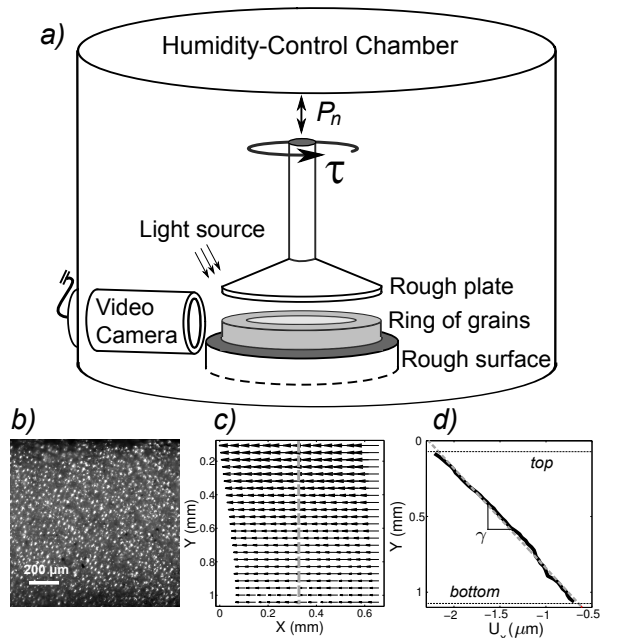 a)
Humidity-Control Chamber
Pn
τ
Light source
Rough plate
Video
Camera
Ring of grains
Rough surface
b)
200 μm
c)
0.2
0.4
0.6
0.8
1
Y (mm)
0
0.2
0.4
0.6
X (mm)
d)
0
0.5
1
Y (mm)
top
γ
bottom
-2
-1.5
-1
-0.5
(μm)